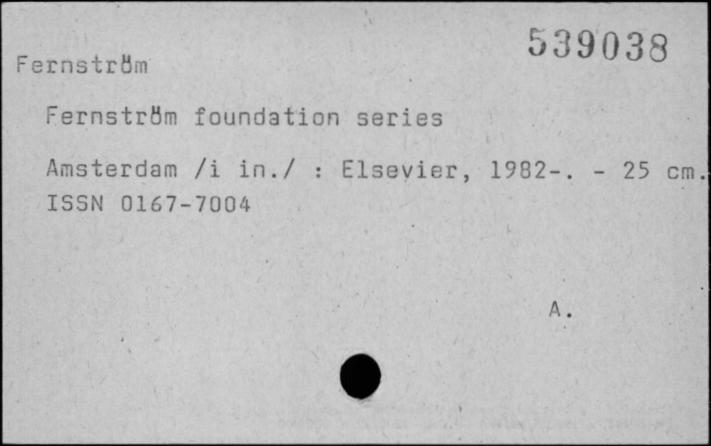 539038
Fernström
Fernström foundation series
Amsterdam /i in./ : Elsevier, 1982-. - 25 cm.
ISSN 0167-7004
A.